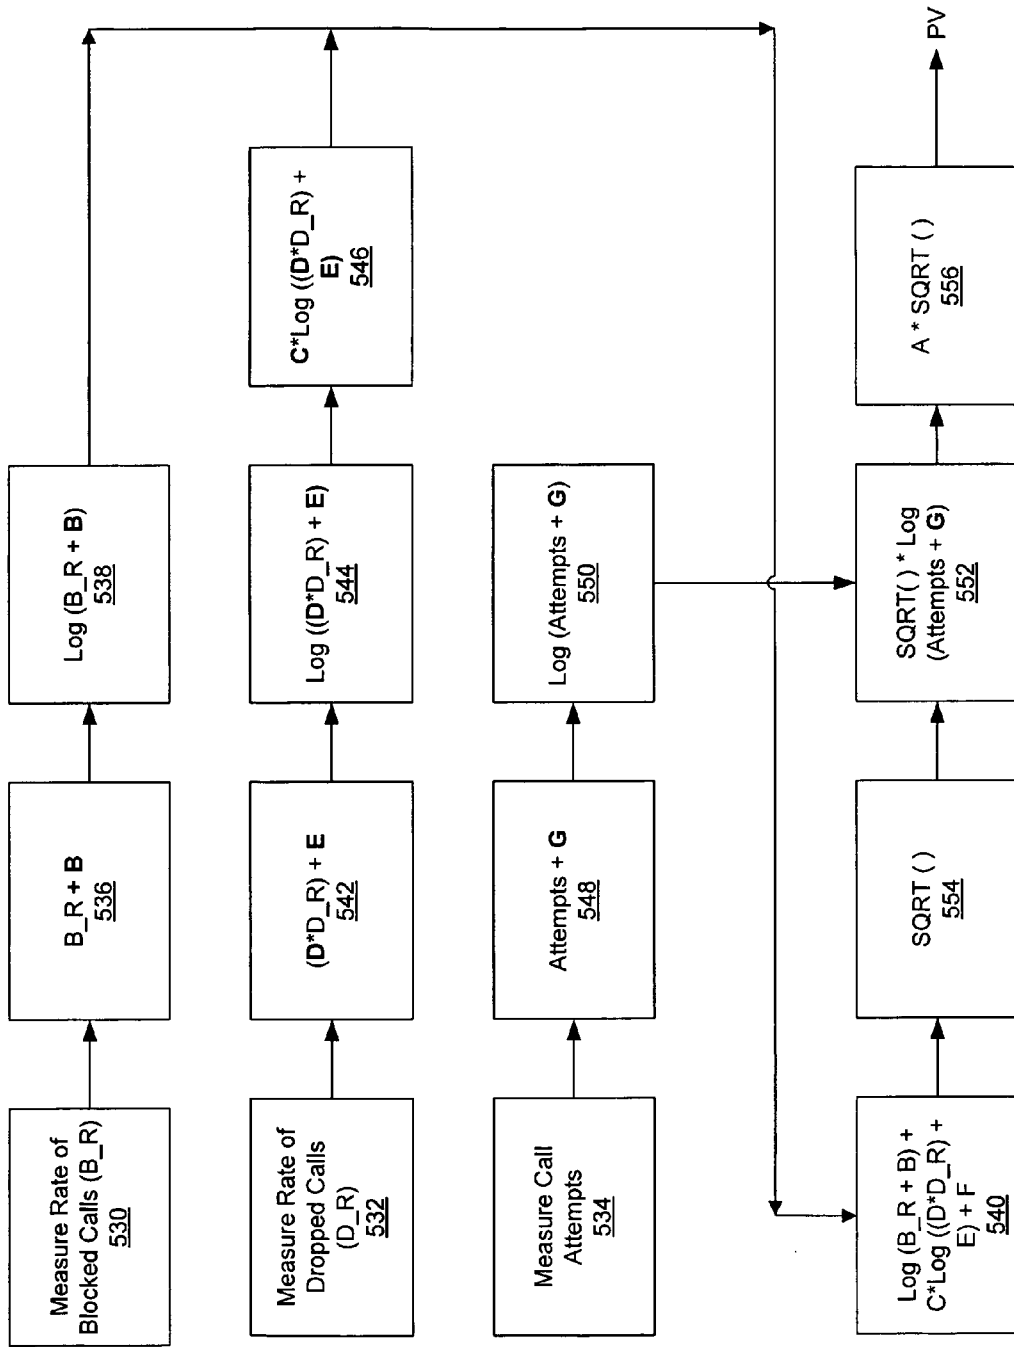 Measure Rate of
Blocked Calls (B_R)
530
B_R + B
536
Log (B_R + B)
538
Measure Rate of
Dropped Calls
(D_R)
532
(D*D_R) + E
542
Log ((D*D_R) + E)
544
C*Log ((D*D_R) +
E)
546
Measure Call
Attempts
534
Attempts + G
548
Log (Attempts + G)
550
Log (B_R + B) +
C*Log ((D*D_R) +
E) + F
540
SQRT ( )
554
SQRT( ) * Log
(Attempts + G)
552
A * SQRT ( )
556
PV